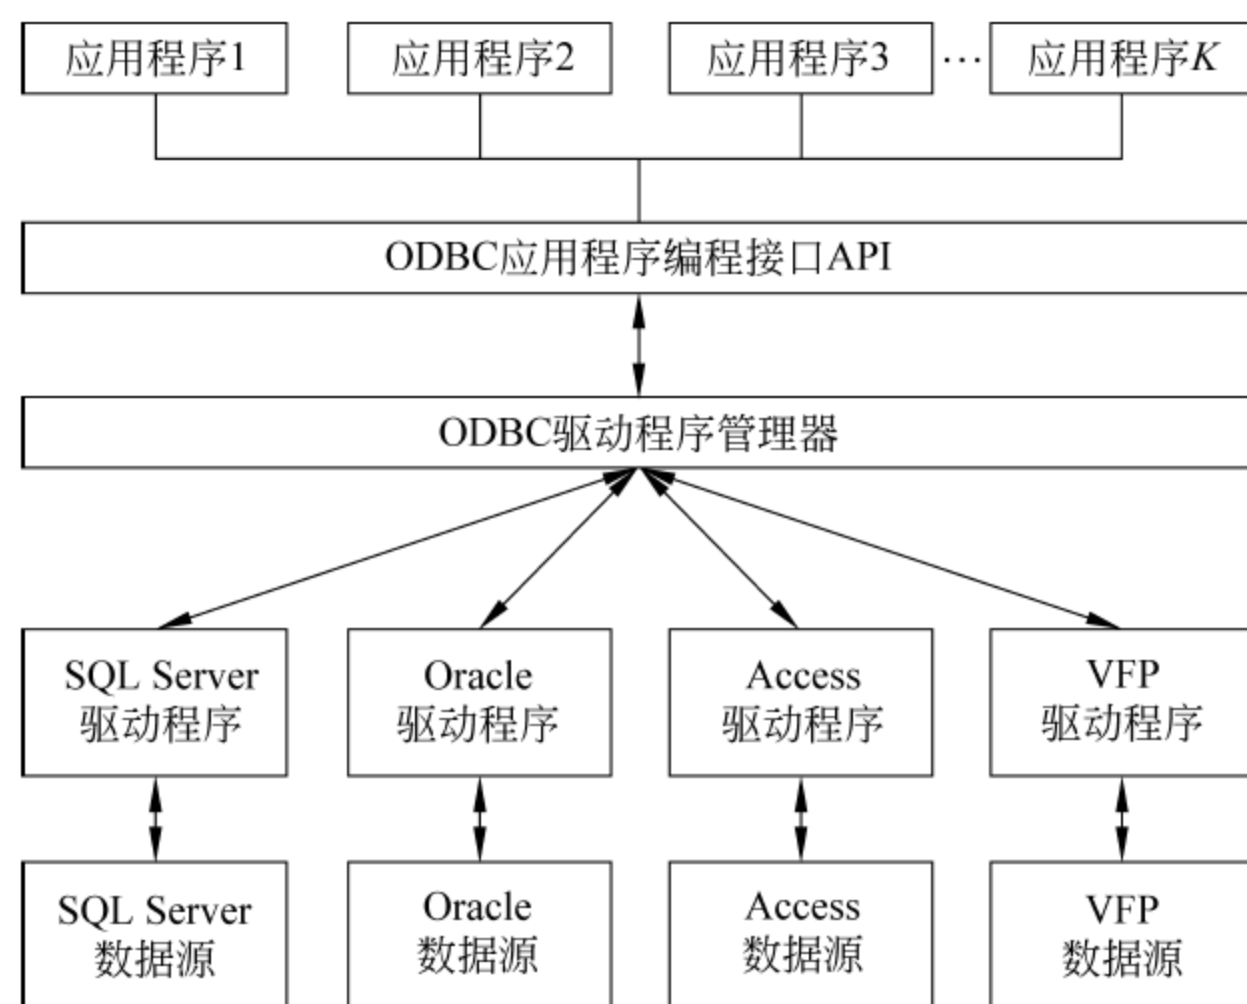 应用程序1 应用程序2 应用程序3 … 应用程序K
ODBC应用程序编程接口API
ODBC驱动程序管理器
SQL Server Oracle Access VFP
驱动程序 驱动程序 驱动程序 驱动程序
SQL Server Oracle Access VFP
数据源 数据源 数据源 数据源